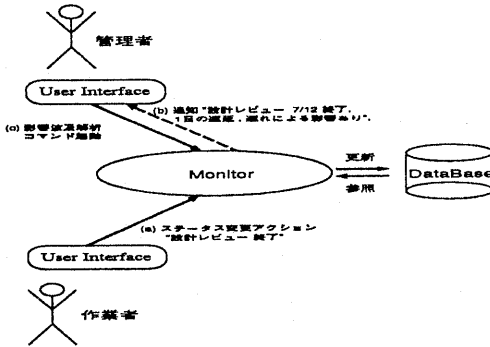 管理者
User Interface
(b) 通知 "設計レビュー 7/12 終了.
1日の遅延, 遅れによる影響あり".
(c) 影響波及解析
コマンド起動
Monitor
更新
参照
DataBase
(a) ステータス変更アクション
"設計レビュー 終了"
User Interface
作業者